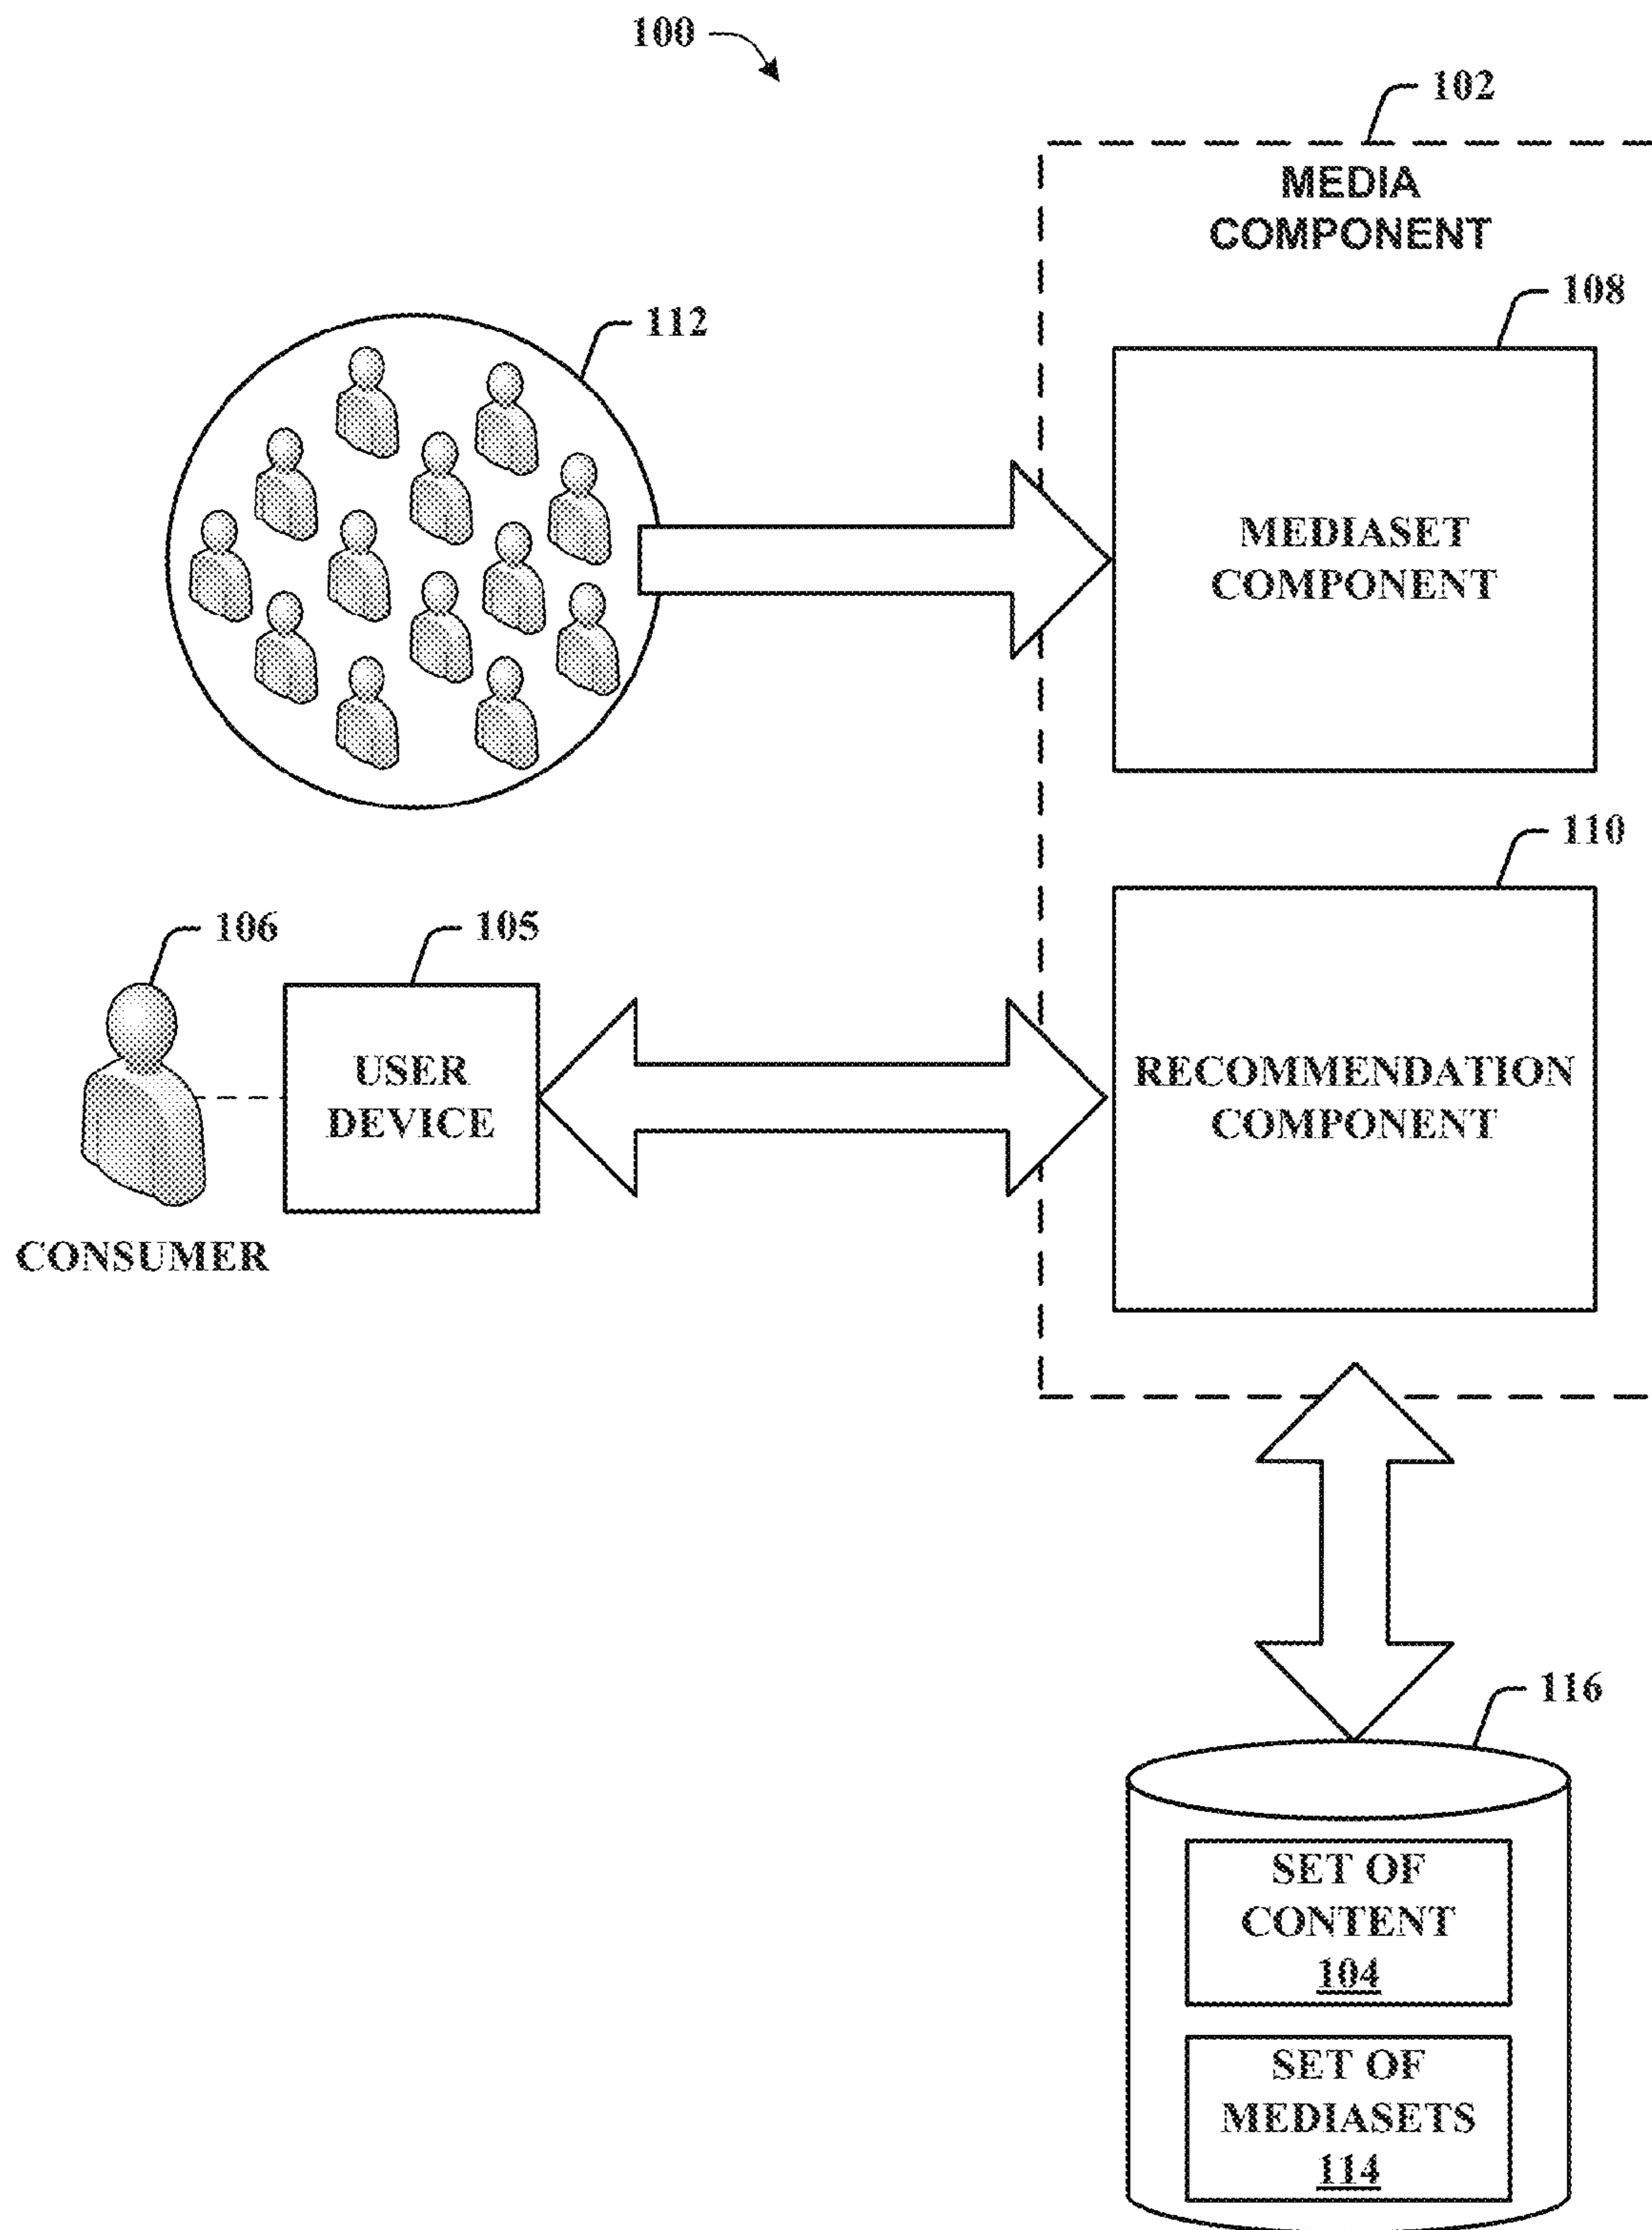 100
102
MEDIA
COMPONENT
108
112
MEDIASET
COMPONENT
110
106
105
USER
DEVICE
RECOMMENDATION
COMPONENT
CONSUMER
116
SET OF
CONTENT
104
SET OF
MEDIASETS
114